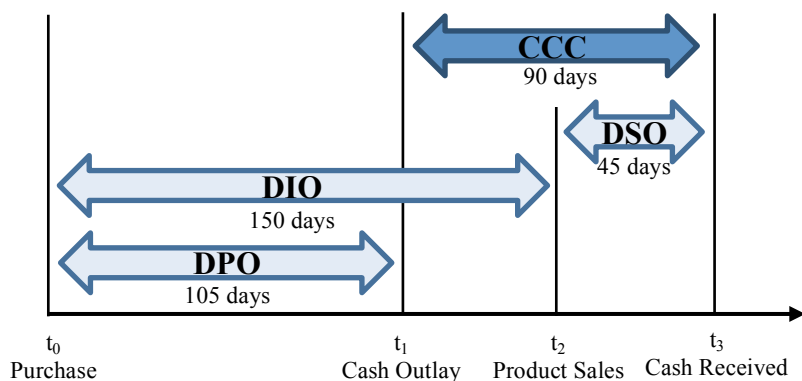 CCC
90 days
DSO
45 days
DIO
150 days
DPO
105 days
t0 t1 t2 t3
Purchase Cash Outlay Product Sales Cash Received